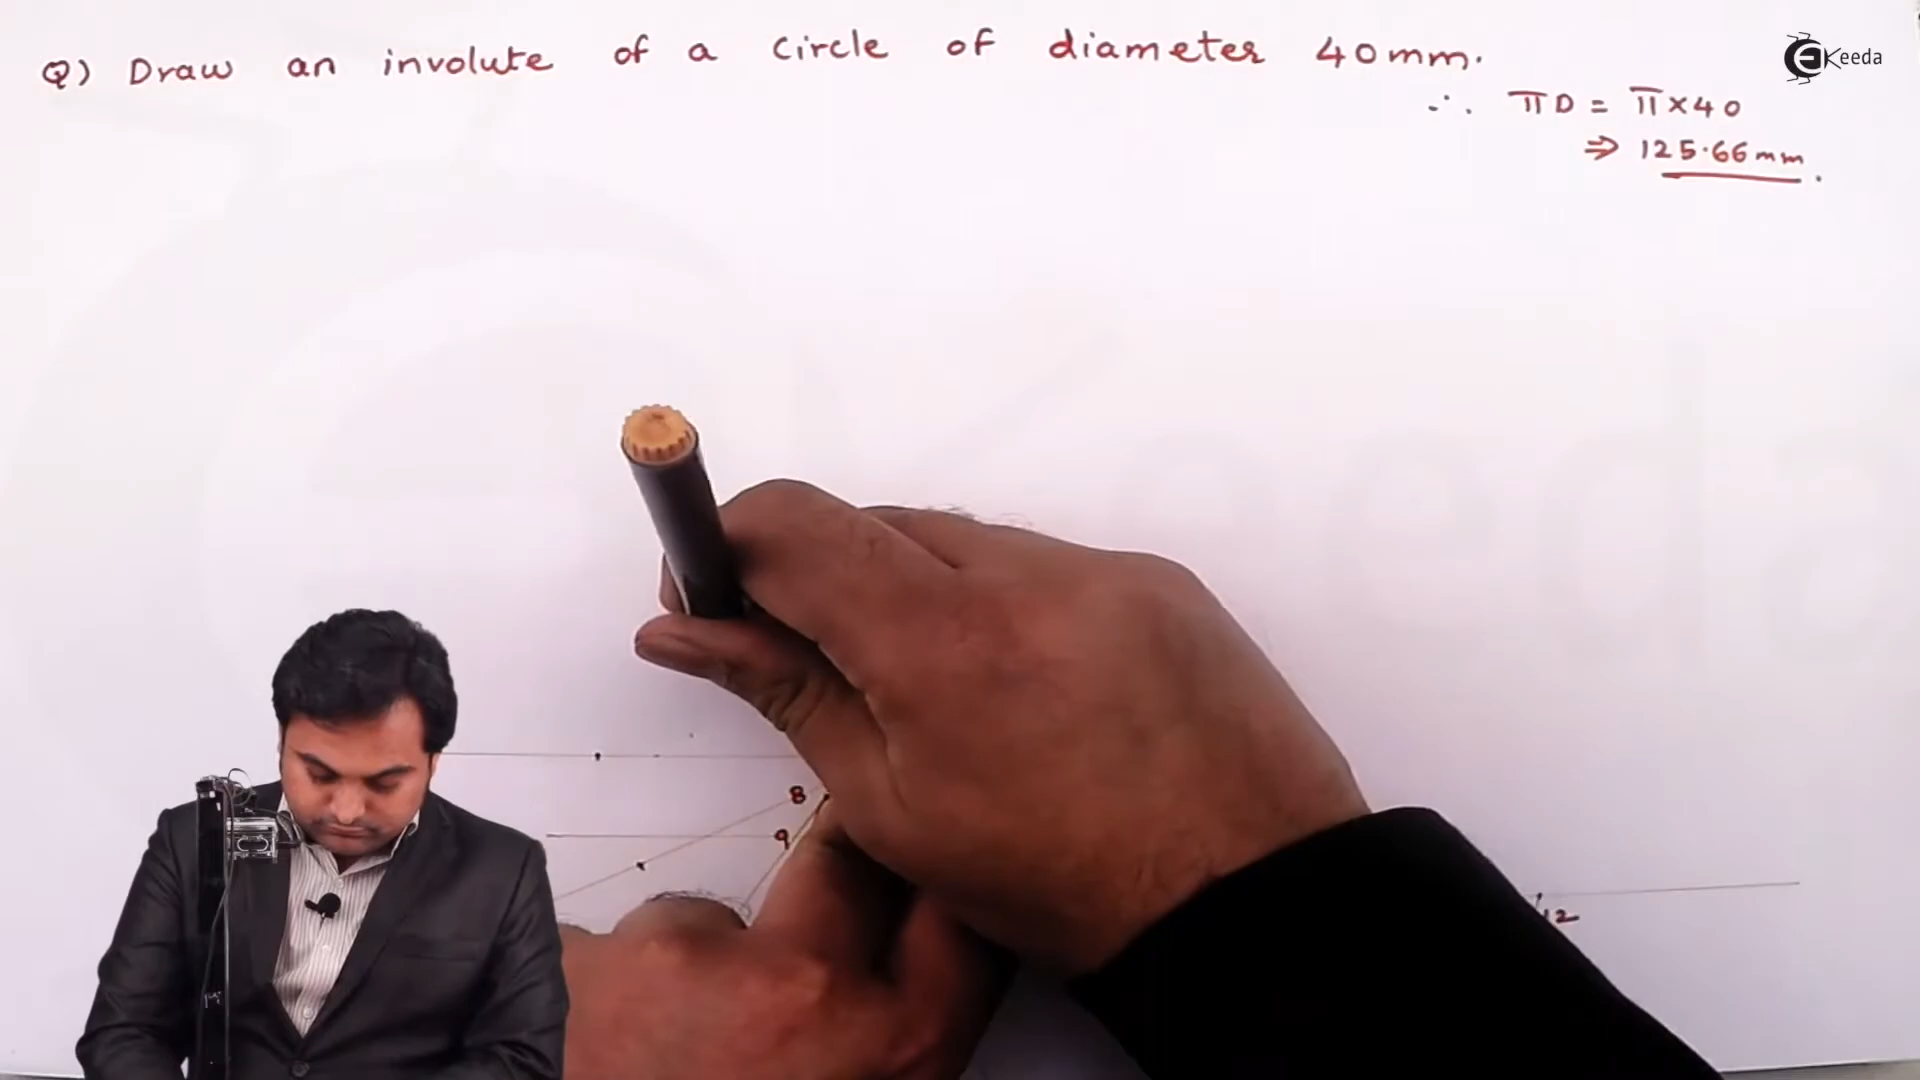 Q) Draw an involute of a circle of diameter 40mm.
Keeda
∴ πD = π×40
⇒ 125.66mm.
8
9
12